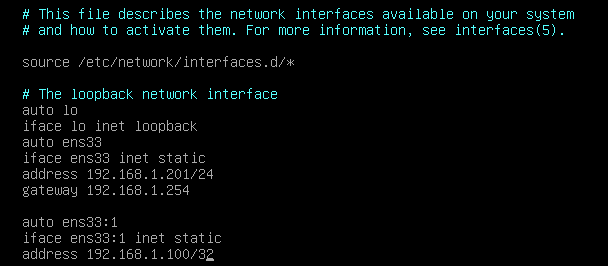 # This file describes the network interfaces available on your system
# and how to activate them. For more information, see interfaces(5).
source /etc/network/interfaces.d/*
# The loopback network interface
auto lo
iface lo inet loopback
auto ens33
iface ens33 inet static
address 192.168.1.201/24
gateway 192.168.1.254
auto ens33:1
iface ens33:1 inet static
address 192.168.1.100/32